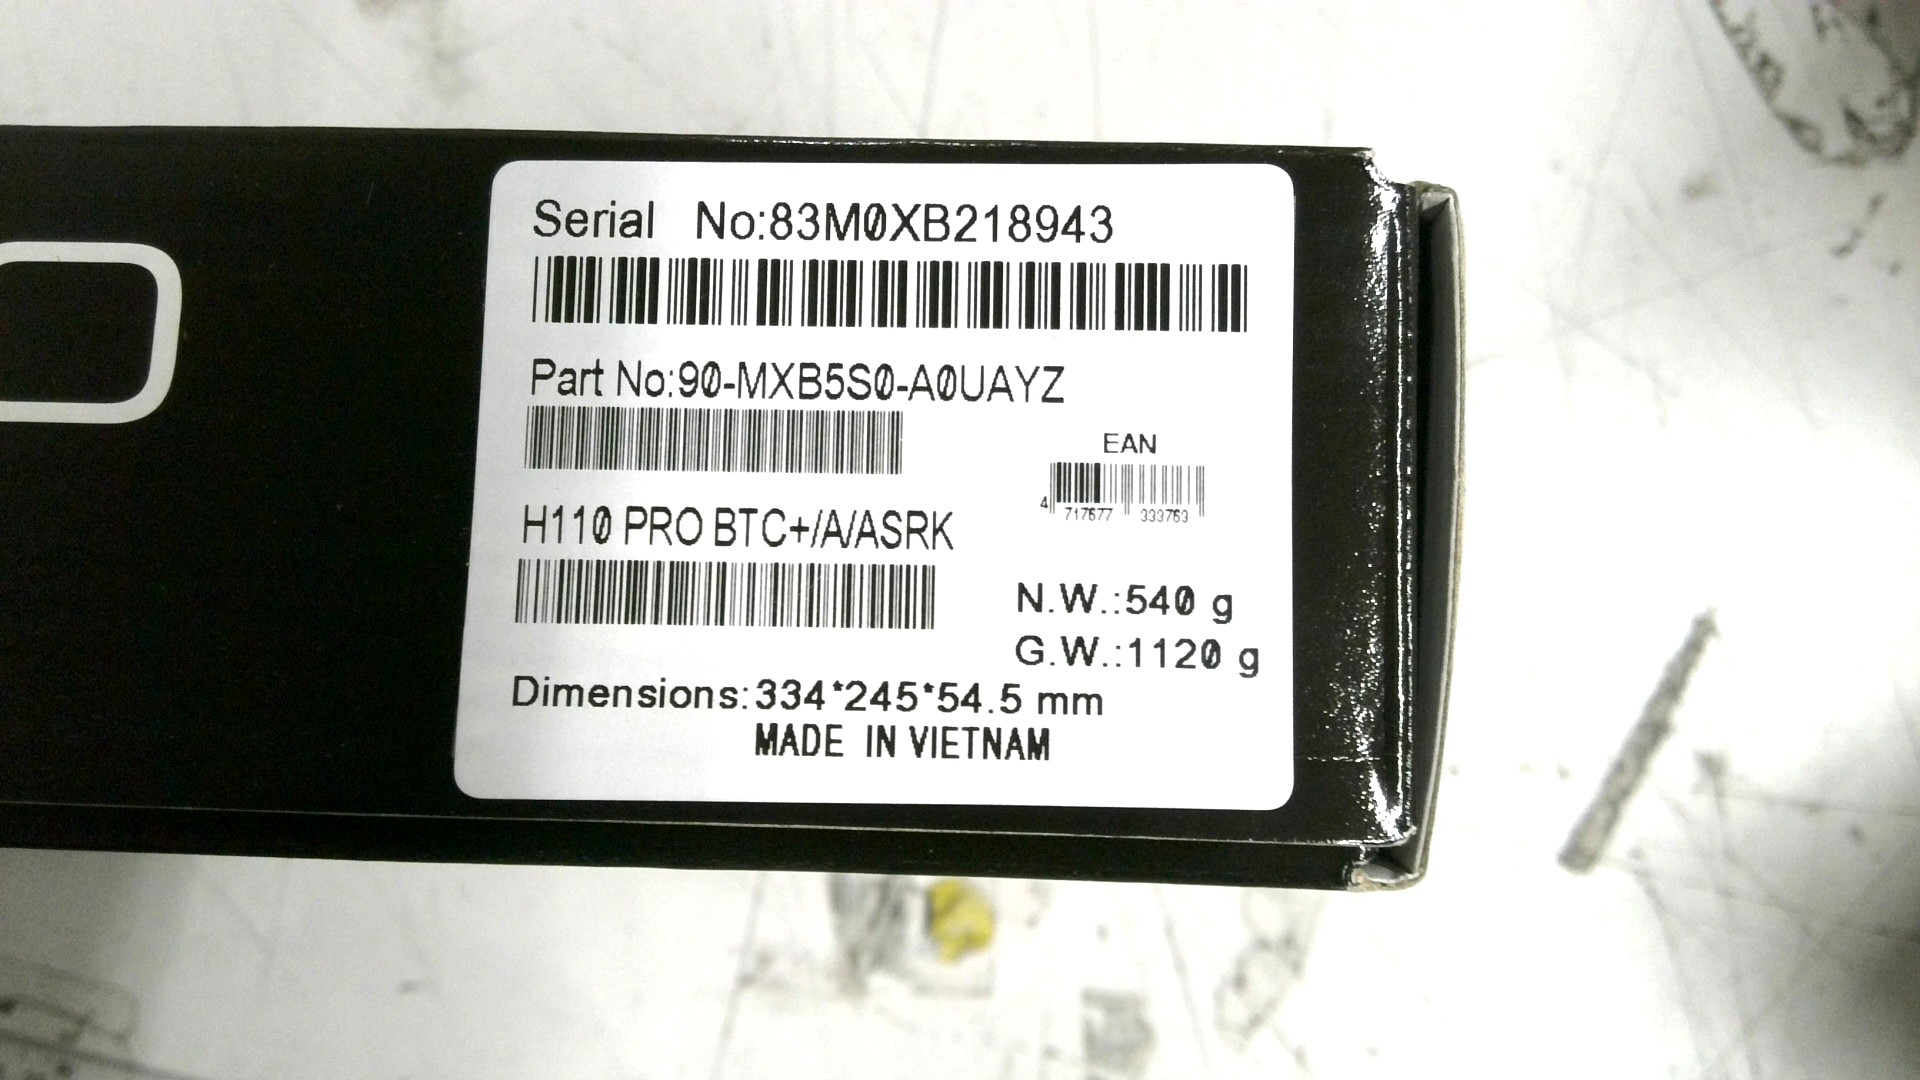 Serial No:83M0XB218943
Part No:90-MXB5S0-A0UAYZ
EAN
4 717677 333763
H110 PRO BTC+/A/ASRK
N.W.:540 g
G.W.:1120 g
Dimensions:334*245*54.5 mm
MADE IN VIETNAM